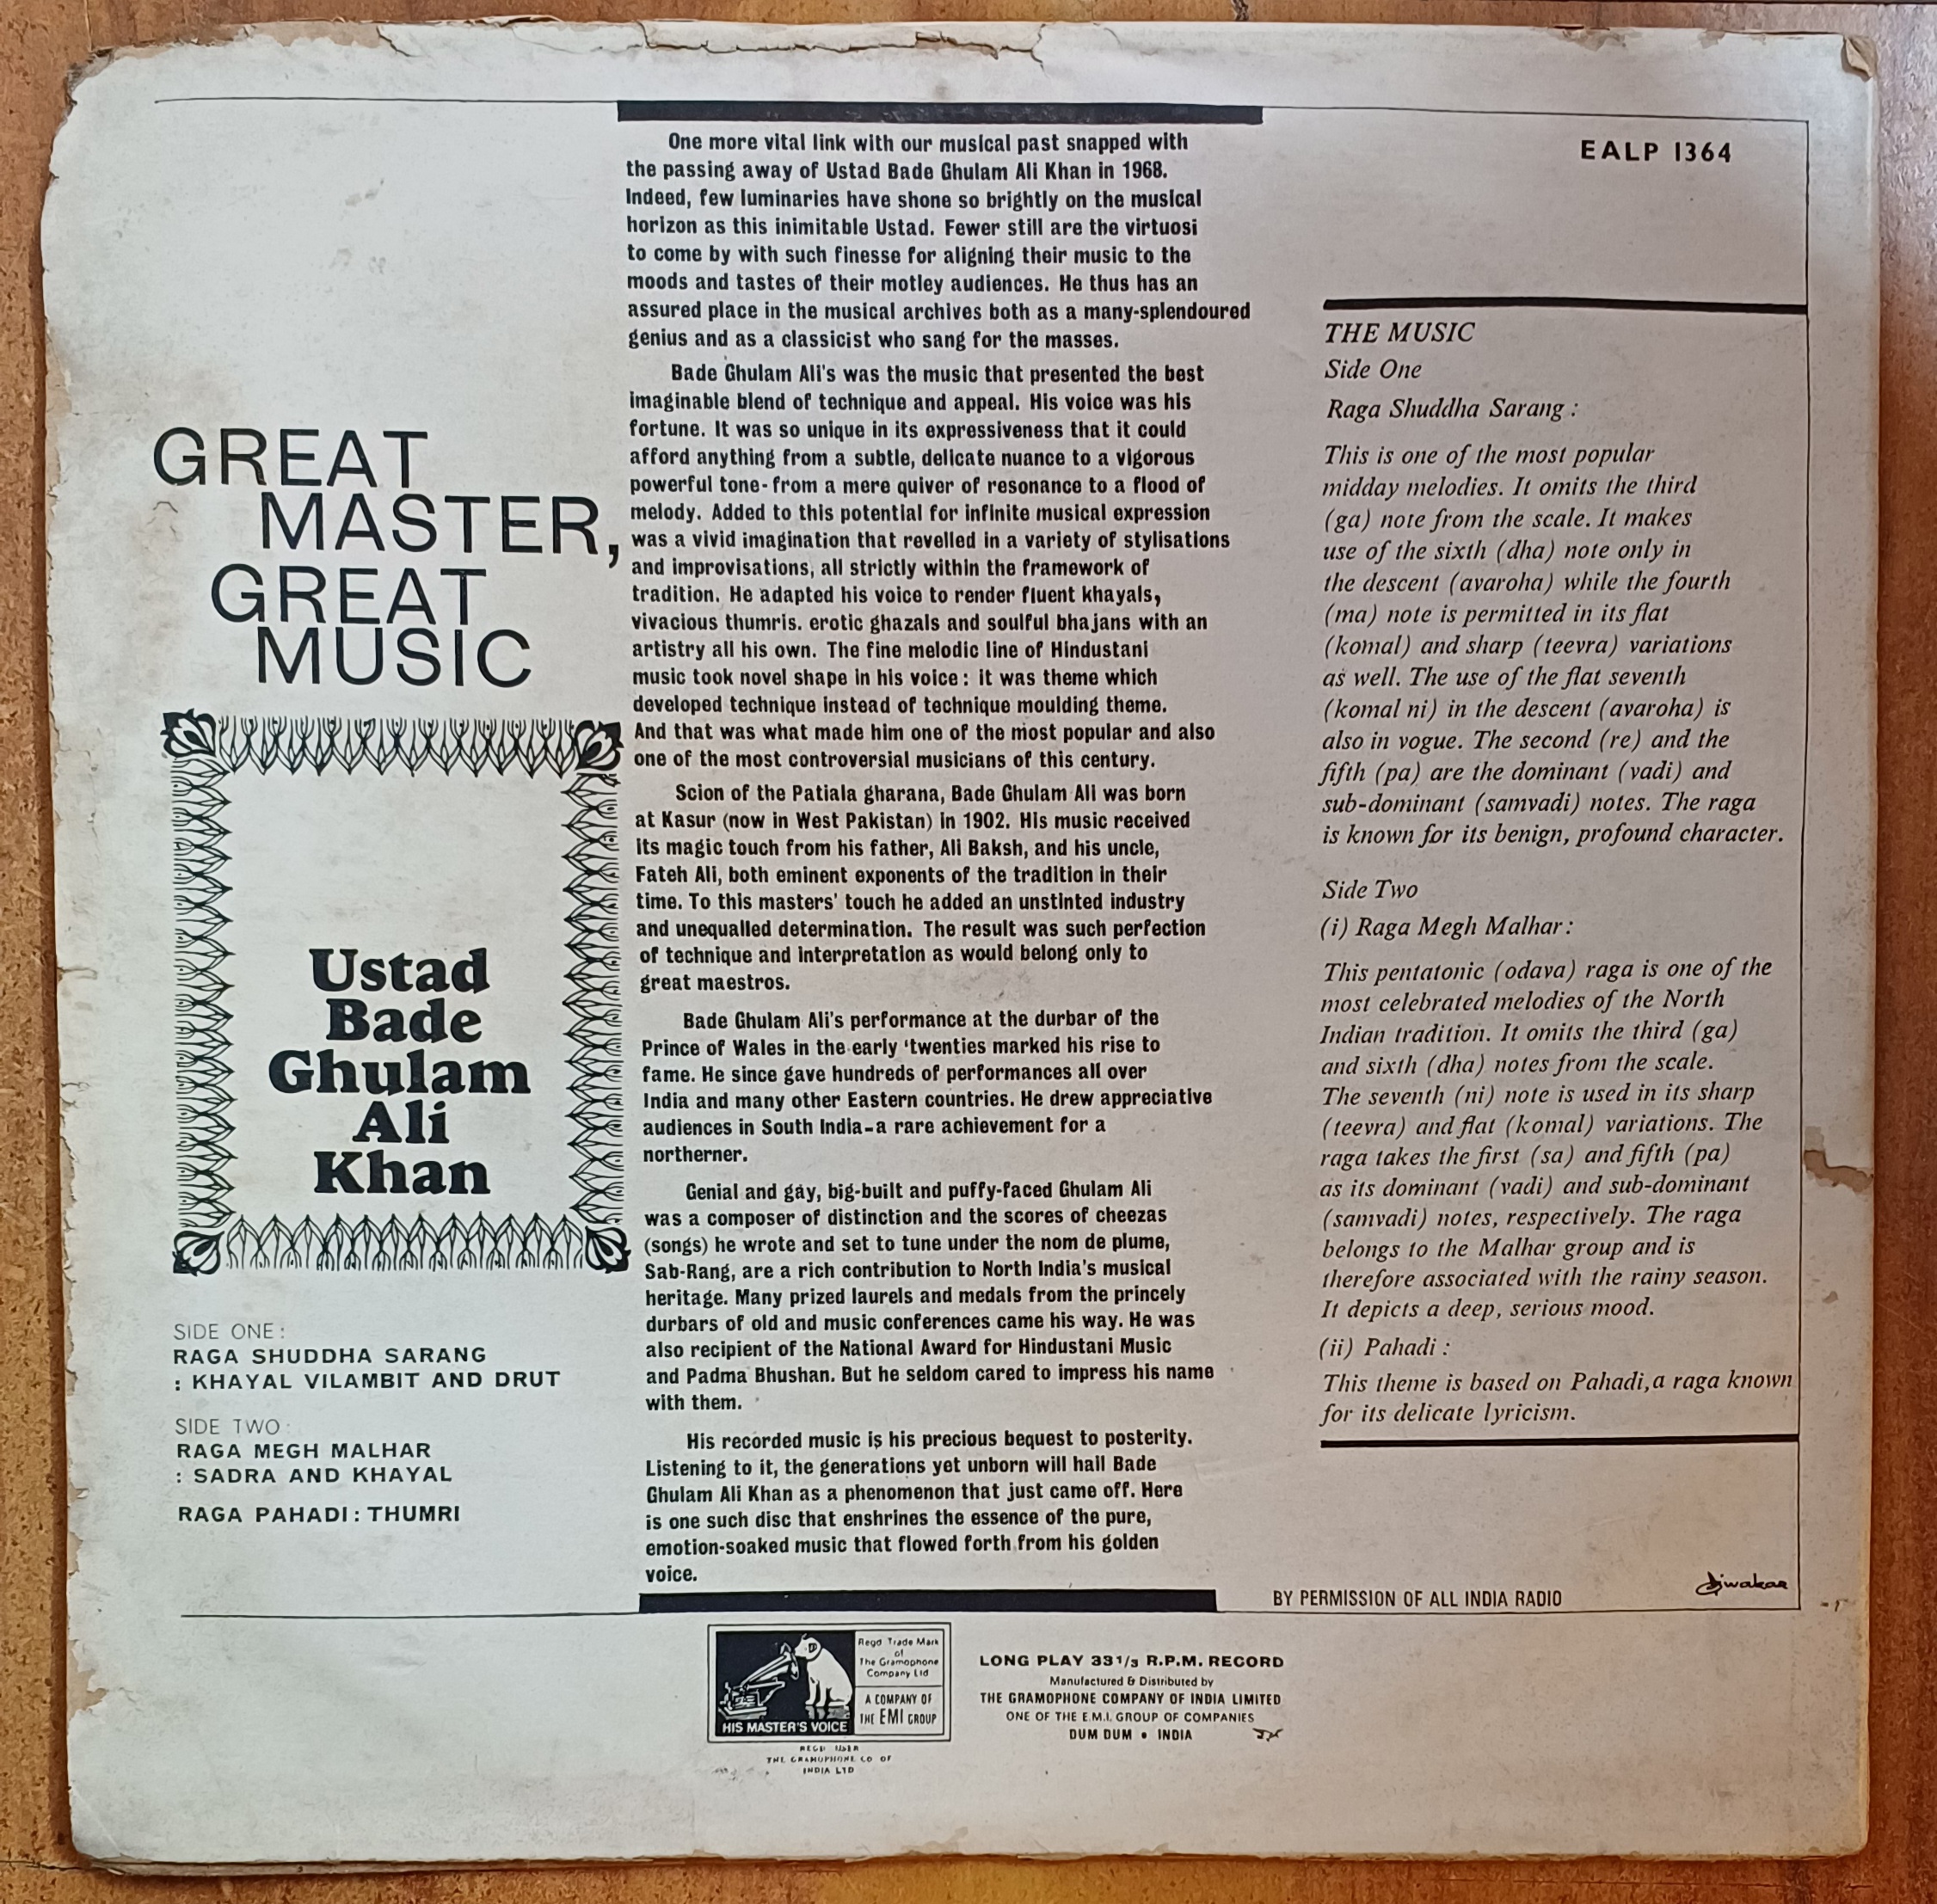 GREAT
MASTER,
GREAT
MUSIC
Ustad
Bade
Ghulam
Ali
Khan
SIDE ONE:
RAGA SHUDDHA SARANG
: KHAYAL VILAMBIT AND DRUT
SIDE TWO:
RAGA MEGH MALHAR
: SADRA AND KHAYAL
RAGA PAHADI: THUMRI
One more vital link with our musical past snapped with
the passing away of Ustad Bade Ghulam Ali Khan in 1968.
Indeed, few luminaries have shone so brightly on the musical
horizon as this inimitable Ustad. Fewer still are the virtuosi
to come by with such finesse for aligning their music to the
moods and tastes of their motley audiences. He thus has an
assured place in the musical archives both as a many-splendoured
genius and as a classicist who sang for the masses.
Bade Ghulam Ali's was the music that presented the best
imaginable blend of technique and appeal. His voice was his
fortune. It was so unique in its expressiveness that it could
afford anything from a subtle, delicate nuance to a vigorous
powerful tone-from a mere quiver of resonance to a flood of
melody. Added to this potential for infinite musical expression
was a vivid imagination that revelled in a variety of stylisations
and improvisations, all strictly within the framework of
tradition. He adapted his voice to render fluent khayals,
vivacious thumris. erotic ghazals and soulful bhajans with an
artistry all his own. The fine melodic line of Hindustani
music took novel shape in his voice: it was theme which
developed technique instead of technique moulding theme.
And that was what made him one of the most popular and also
one of the most controversial musicians of this century.
Scion of the Patiala gharana, Bade Ghulam Ali was born
at Kasur (now in West Pakistan) in 1902. His music received
its magic touch from his father, Ali Baksh, and his uncle,
Fateh Ali, both eminent exponents of the tradition in their
time. To this masters' touch he added an unstinted industry
and unequalled determination. The result was such perfection
of technique and interpretation as would belong only to
great maestros.
Bade Ghulam Ali's performance at the durbar of the
Prince of Wales in the early 'twenties marked his rise to
fame. He since gave hundreds of performances all over
India and many other Eastern countries. He drew appreciative
audiences in South India-a rare achievement for a
northerner.
Genial and gay, big-built and puffy-faced Ghulam Ali
was a composer of distinction and the scores of cheezas
(songs) he wrote and set to tune under the nom de plume,
Sab-Rang, are a rich contribution to North India's musical
heritage. Many prized laurels and medals from the princely
durbars of old and music conferences came his way. He was
also recipient of the National Award for Hindustani Music
and Padma Bhushan. But he seldom cared to impress his name
with them.
His recorded music is his precious bequest to posterity.
Listening to it, the generations yet unborn will hail Bade
Ghulam Ali Khan as a phenomenon that just came off. Here
is one such disc that enshrines the essence of the pure,
emotion-soaked music that flowed forth from his golden
voice.
EALP 1364
THE MUSIC
Side One
Raga Shuddha Sarang :
This is one of the most popular
midday melodies. It omits the third
(ga) note from the scale. It makes
use of the sixth (dha) note only in
the descent (avaroha) while the fourth
(ma) note is permitted in its flat
(komal) and sharp (teevra) variations
as well. The use of the flat seventh
(komal ni) in the descent (avaroha) is
also in vogue. The second (re) and the
fifth (pa) are the dominant (vadi) and
sub-dominant (samvadi) notes. The raga
is known for its benign, profound character.
Side Two
(i) Raga Megh Malhar :
This pentatonic (odava) raga is one of the
most celebrated melodies of the North
Indian tradition. It omits the third (ga)
and sixth (dha) notes from the scale.
The seventh (ni) note is used in its sharp
(teevra) and flat (komal) variations. The
raga takes the first (sa) and fifth (pa)
as its dominant (vadi) and sub-dominant
(samvadi) notes, respectively. The raga
belongs to the Malhar group and is
therefore associated with the rainy season.
It depicts a deep, serious mood.
(ii) Pahadi :
This theme is based on Pahadi,a raga known
for its delicate lyricism.
BY PERMISSION OF ALL INDIA RADIO
Diwakar
HIS MASTER'S VOICE
Regd Trade Mark
of
The Gramophone
Company Ltd
A COMPANY OF
THE EMI GROUP
REGD USER
THE GRAMOPHONE CO OF
INDIA LTD
LONG PLAY 33 1/3 R.P.M. RECORD
Manufactured & Distributed by
THE GRAMOPHONE COMPANY OF INDIA LIMITED
ONE OF THE E.M.I. GROUP OF COMPANIES
DUM DUM • INDIA